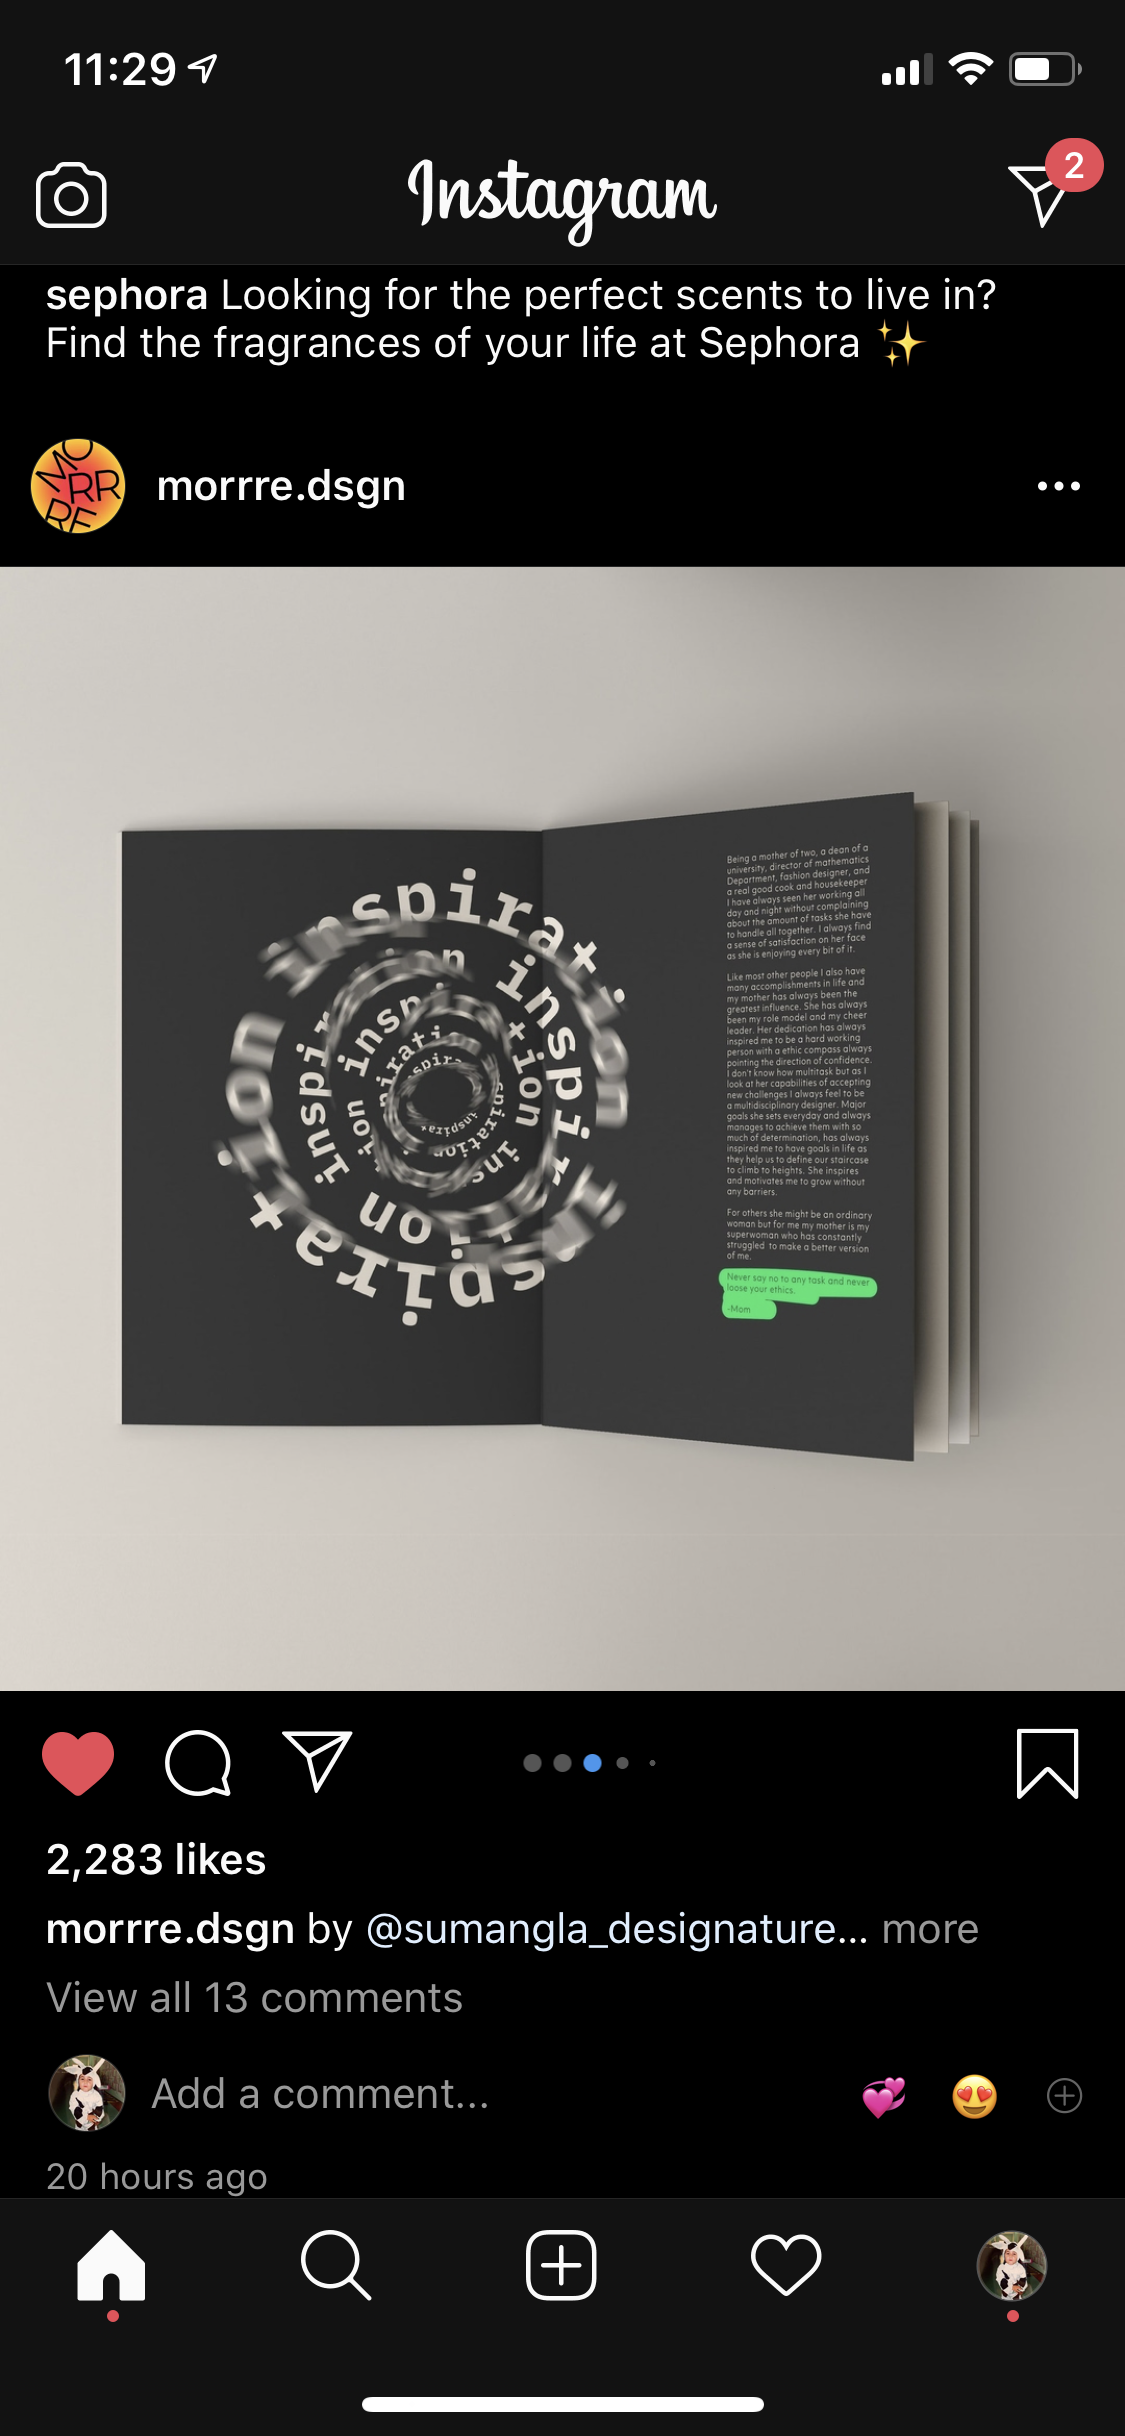 11:29
Instagram
2
sephora Looking for the perfect scents to live in?
Find the fragrances of your life at Sephora ✨
MO
RR
RE
morrre.dsgn
inspiration
inspiration
inspiration
inspiration
inspiration
Being a mother of two, a dean of a
university, director of mathematics
Department, fashion designer, and
a real good cook and housekeeper
I have always seen her working all
day and night without complaining
about the amount of tasks she have
to handle all together. I always find
a sense of satisfaction on her face
as she is enjoying every bit of it.
Like most other people I also have
many accomplishments in life and
my mother has always been the
greatest influence. She has always
been my role model and my cheer
leader. Her dedication has always
inspired me to be a hard working
person with a ethic compass always
pointing the direction of confidence.
I don't know how multitask but as I
look at her capabilities of accepting
new challenges I always feel to be
a multidisciplinary designer. Major
goals she sets everyday and always
manages to achieve them with so
much of determination, has always
inspired me to have goals in life as
they help us to define our staircase
to climb to heights. She inspires
and motivates me to grow without
any barriers.
For others she might be an ordinary
woman but for me my mother is my
superwoman who has constantly
struggled to make a better version
of me.
Never say no to any task and never
loose your ethics.
-Mom
2,283 likes
morrre.dsgn by @sumangla_designature... more
View all 13 comments
Add a comment...
20 hours ago